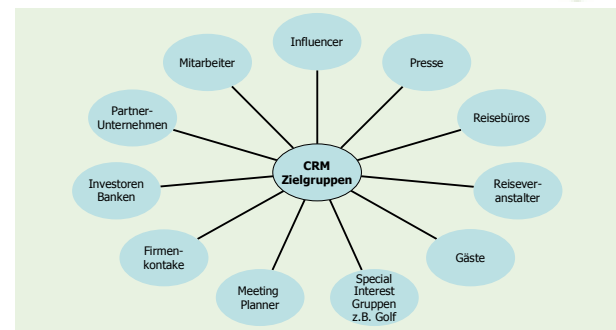 Influencer
Mitarbeiter
Presse
Partner-
Unternehmen
Reisebüros
CRM
Zielgruppen
Investoren
Banken
Reisever-
anstalter
Firmen-
kontake
Gäste
Meeting
Planner
Special
Interest
Gruppen
z.B. Golf